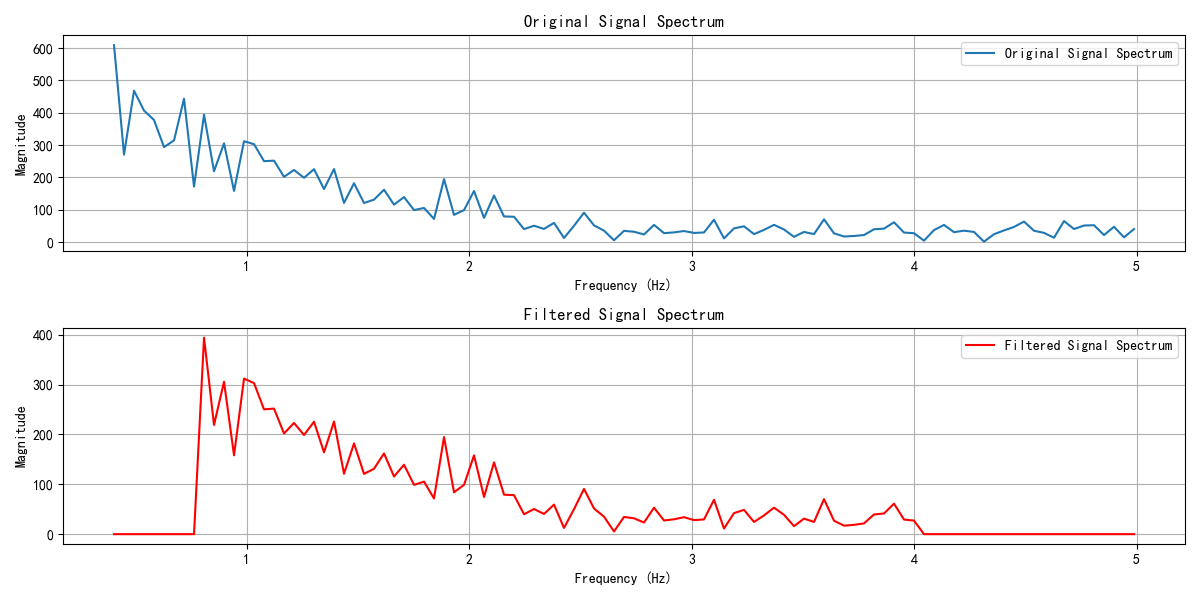 Original Signal Spectrum
Original Signal Spectrum
Magnitude
600
500
400
300
200
100
0
1
2
3
4
5
Frequency (Hz)
Filtered Signal Spectrum
Filtered Signal Spectrum
Magnitude
400
300
200
100
0
1
2
3
4
5
Frequency (Hz)